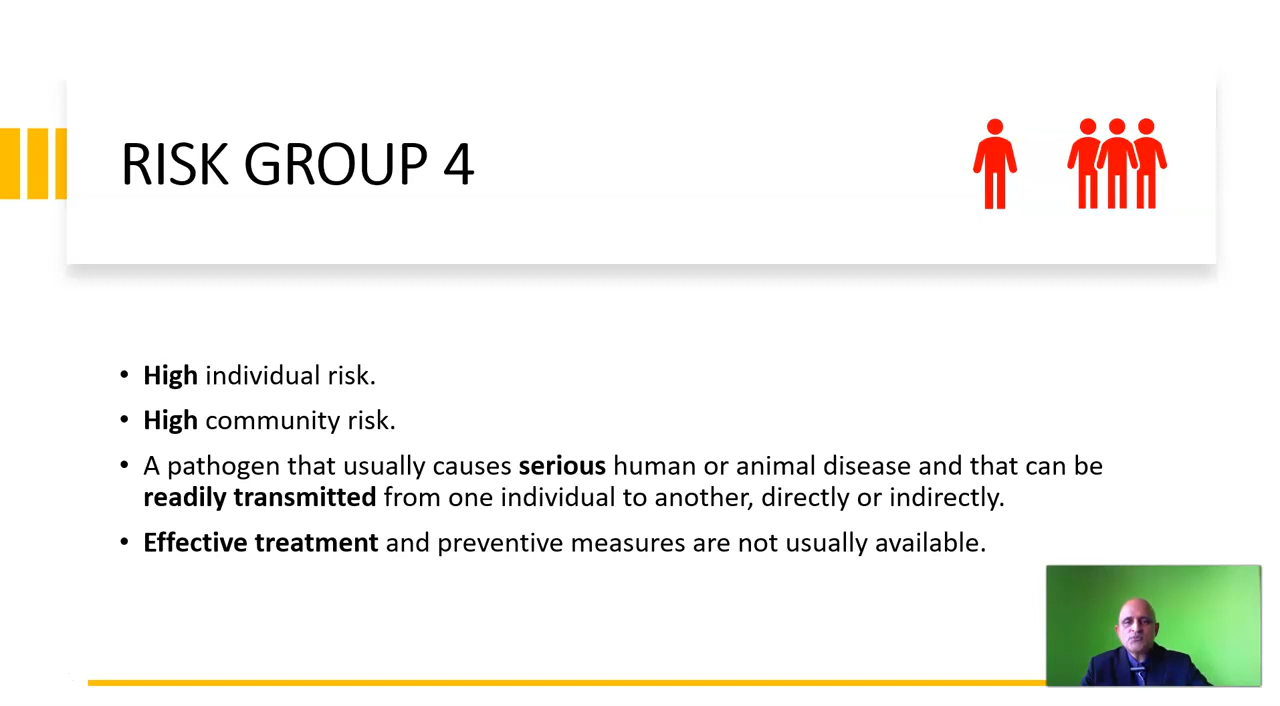 RISK GROUP 4
• High individual risk.
• High community risk.
• A pathogen that usually causes serious human or animal disease and that can be
readily transmitted from one individual to another, directly or indirectly.
• Effective treatment and preventive measures are not usually available.